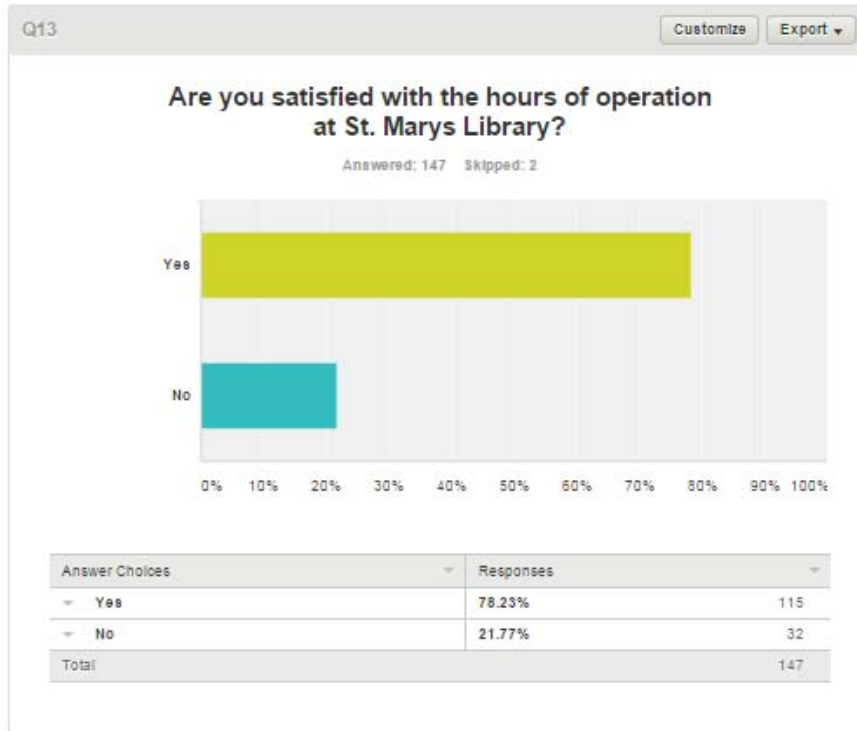 Q13 Customize Export
Are you satisfied with the hours of operation
at St. Marys Library?
Answered: 147 Skipped: 2
Yes
No
0% 10% 20% 30% 40% 50% 60% 70% 80% 90% 100%
Answer Choices Responses
Yes 78.23% 115
No 21.77% 32
Total 147